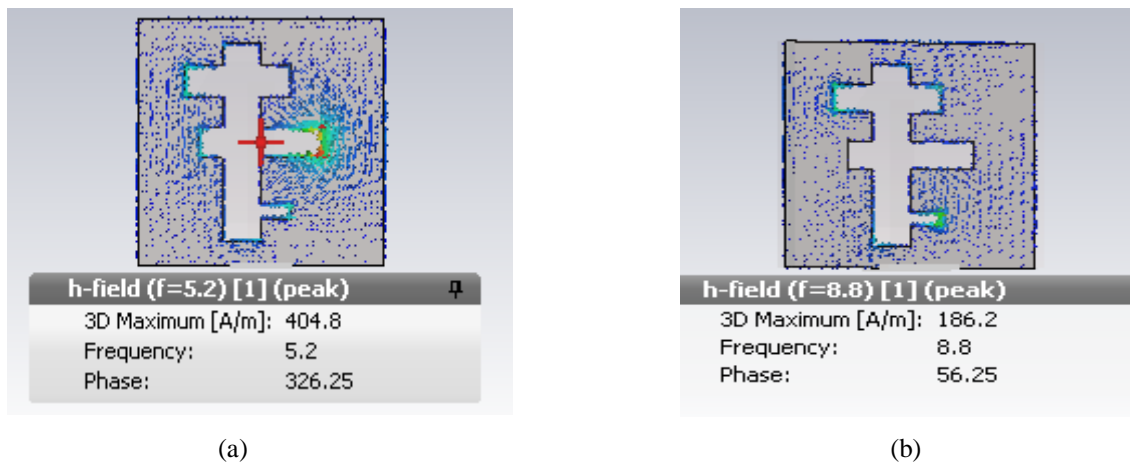 h-field (f=5.2) [1] (peak)
3D Maximum [A/m]: 404.8
Frequency: 5.2
Phase: 326.25
(a)
h-field (f=8.8) [1] (peak)
3D Maximum [A/m]: 186.2
Frequency: 8.8
Phase: 56.25
(b)